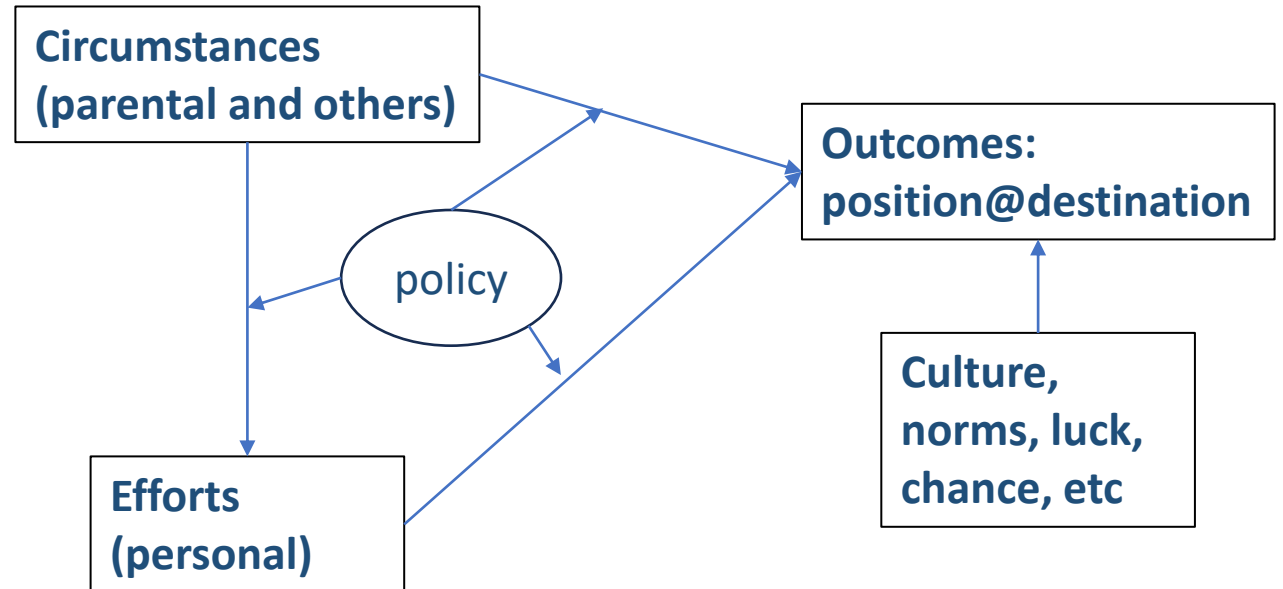 Circumstances
(parental and others)
Outcomes:
position@destination
policy
Culture,
norms, luck,
chance, etc
Efforts
(personal)